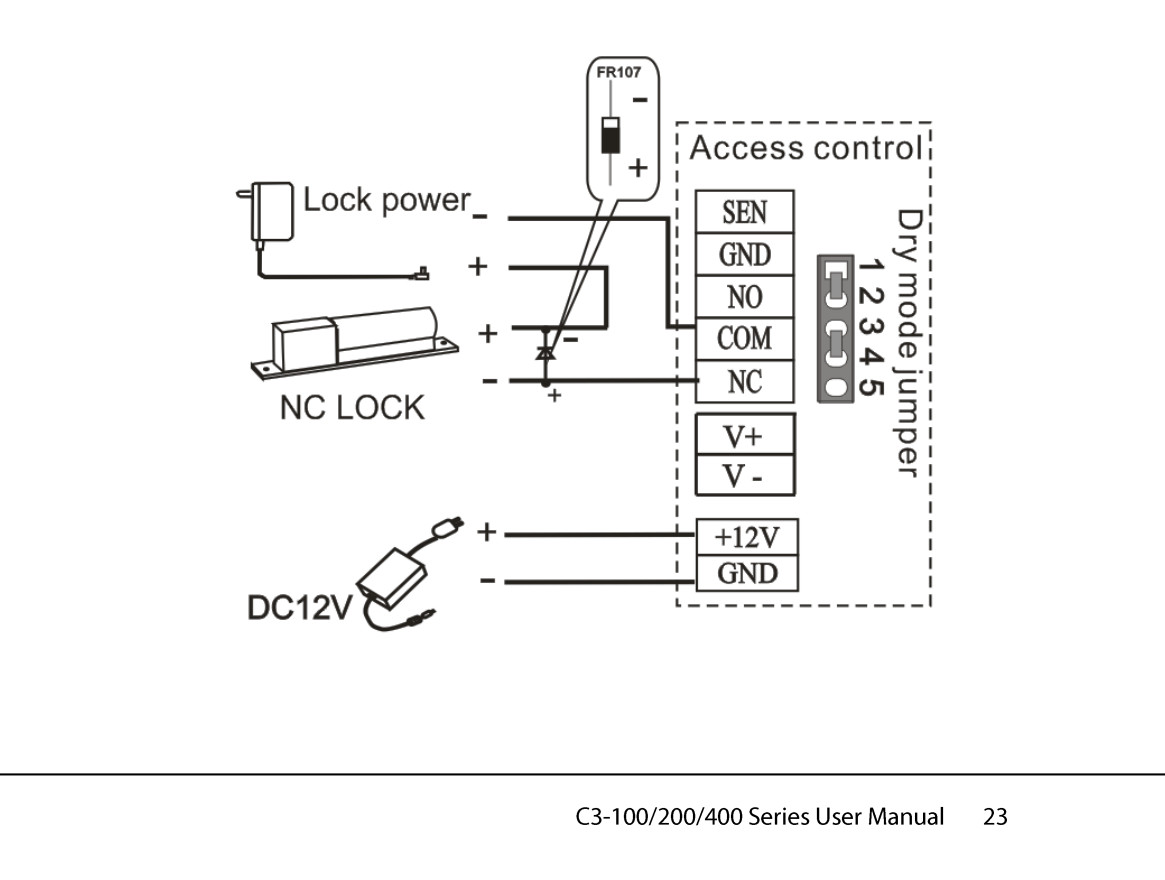 FR107
-
+
Access control
Lock power
-
+
+
-
-
+
NC LOCK
SEN
GND
NO
COM
NC
V+
V -
+12V
GND
1 2 3 4 5
Dry mode jumper
+
-
DC12V
C3-100/200/400 Series User Manual 23